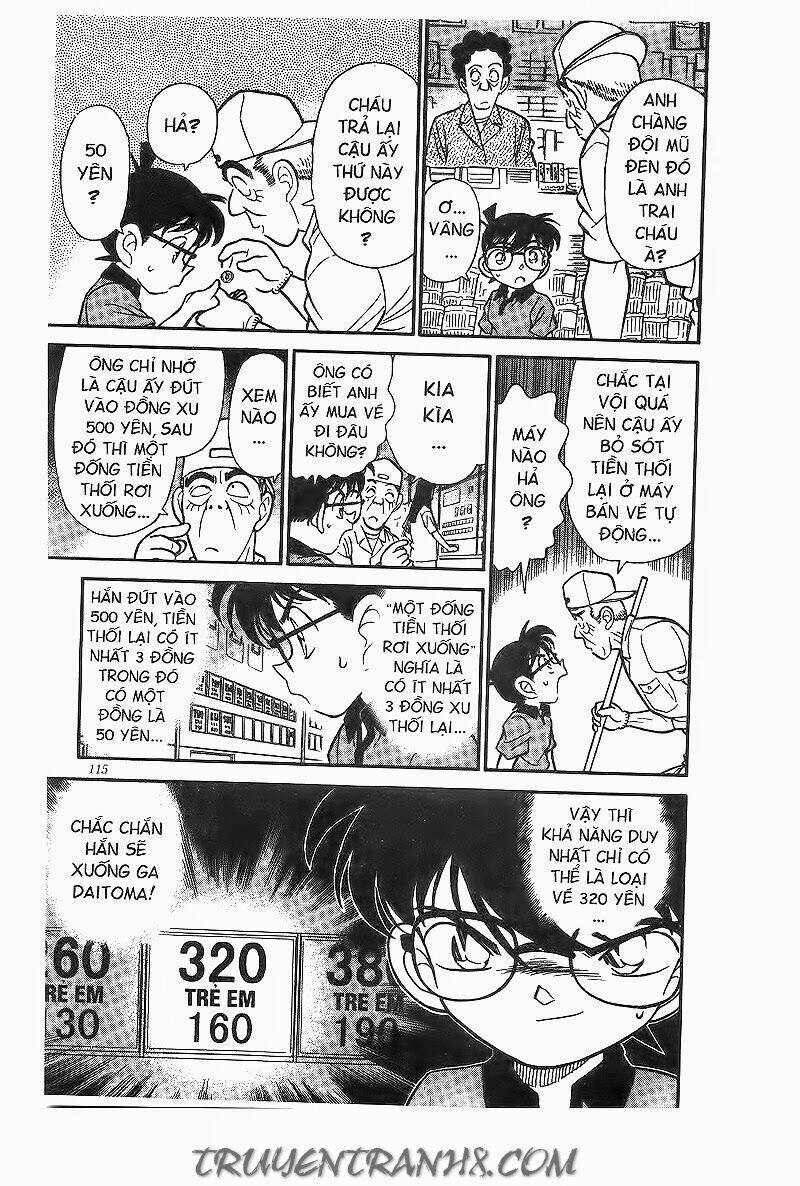 ANH
CHÀNG
ĐỘI MŨ
ĐEN ĐÓ
LÀ ANH
TRAI
CHÁU
À?
Ơ...
VÂNG
...
CHÁU
TRẢ LẠI
CẬU ẤY
THỨ NÀY
ĐƯỢC
KHÔNG
?
HẢ?
50
YÊN
?
CHẮC TẠI
VỘI QUÁ
NÊN CẬU ẤY
BỎ SÓT
TIỀN THỐI
LẠI Ở MÁY
BÁN VÉ TỰ
ĐỘNG...
MÁY
NÀO
HẢ ÔNG
?
KIA
KÌA
...
ÔNG CÓ
BIẾT ANH
ẤY MUA VÉ
ĐI ĐÂU
KHÔNG?
XEM
NÀO
...
ÔNG CHỈ NHỚ
LÀ CẬU ẤY ĐÚT
VÀO ĐỒNG XU
500 YÊN, SAU
ĐÓ THÌ MỘT
ĐỐNG TIỀN
THỐI RƠI
XUỐNG...
"MỘT ĐỐNG
TIỀN THỐI
RƠI XUỐNG"
NGHĨA LÀ
CÓ ÍT NHẤT
3 ĐỒNG XU
THỐI LẠI...
HẮN ĐÚT VÀO
500 YÊN, TIỀN
THỐI LẠI CÓ ÍT
NHẤT 3 ĐỒNG
TRONG ĐÓ
CÓ MỘT
ĐỒNG LÀ
50 YÊN...
115
VẬY THÌ
KHẢ NĂNG DUY
NHẤT CHỈ CÓ
THỂ LÀ LOẠI
VÉ 320 YÊN
...
CHẮC CHẮN
HẮN SẼ
XUỐNG GA
DAITOMA!
260
TRẺ EM
130
320
TRẺ EM
160
380
TRẺ EM
190
TRUYENTRANH8.COM